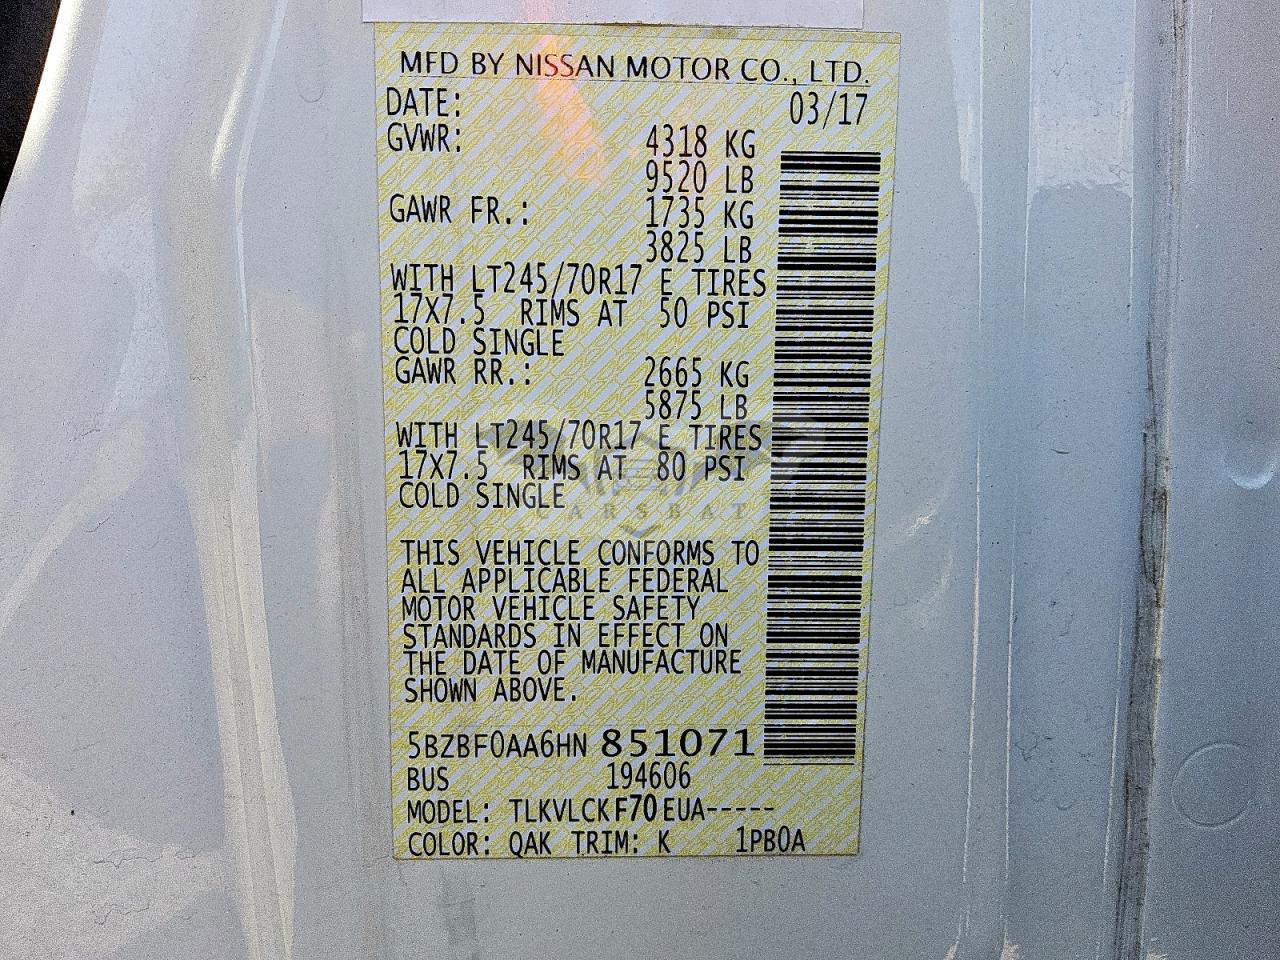 MFD BY NISSAN MOTOR CO., LTD.
DATE: 03/17
GVWR: 4318 KG
9520 LB
GAWR FR.: 1735 KG
3825 LB
WITH LT245/70R17 E TIRES
17X7.5 RIMS AT 50 PSI
COLD SINGLE
GAWR RR.: 2665 KG
5875 LB
WITH LT245/70R17 E TIRES
17X7.5 RIMS AT 80 PSI
COLD SINGLE
ARSBAT
THIS VEHICLE CONFORMS TO
ALL APPLICABLE FEDERAL
MOTOR VEHICLE SAFETY
STANDARDS IN EFFECT ON
THE DATE OF MANUFACTURE
SHOWN ABOVE.
5BZBF0AA6HN 851071
BUS 194606
MODEL: TLKVLCKF70EUA-----
COLOR: QAK TRIM: K 1PB0A